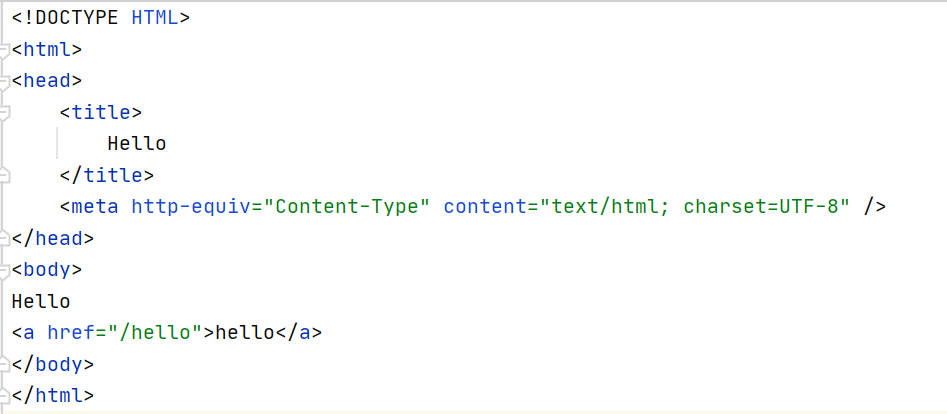 <!DOCTYPE HTML>
<html>
<head>
    <title>
        Hello
    </title>
    <meta http-equiv="Content-Type" content="text/html; charset=UTF-8" />
</head>
<body>
Hello
<a href="/hello">hello</a>
</body>
</html>